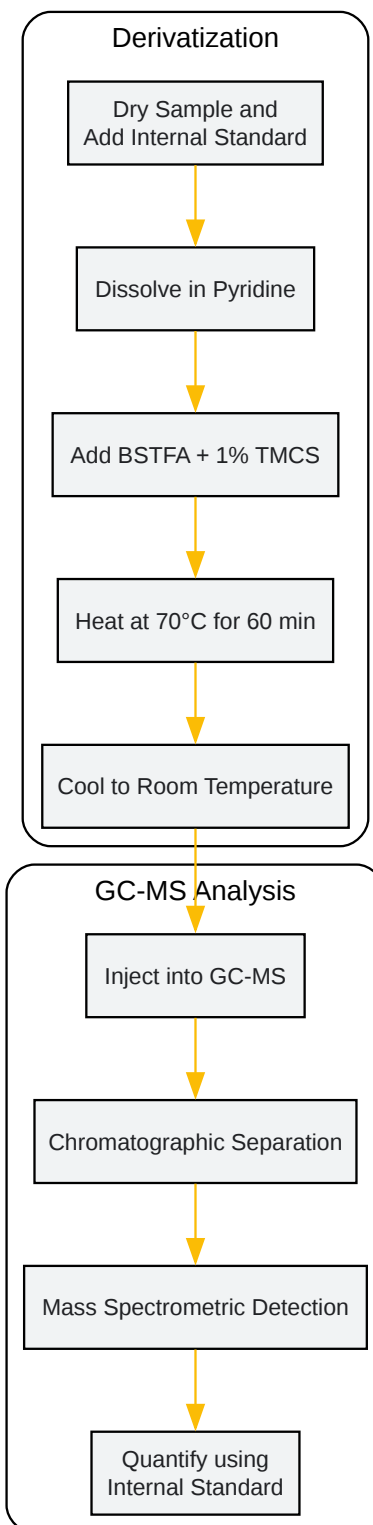 Derivatization
Dry Sample and
Add Internal Standard
Dissolve in Pyridine
Add BSTFA + 1% TMCS
Heat at 70°C for 60 min
Cool to Room Temperature
GC-MS Analysis
Inject into GC-MS
Chromatographic Separation
Mass Spectrometric Detection
Quantify using
Internal Standard